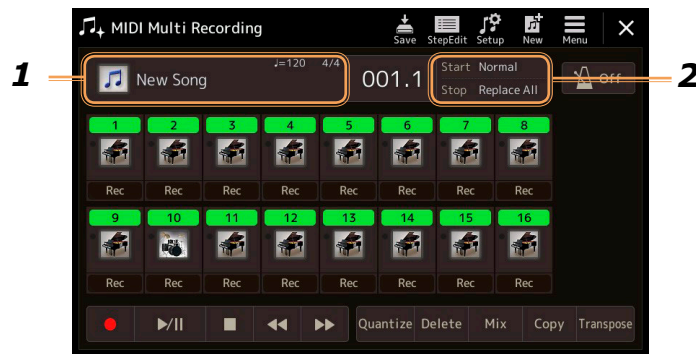 MIDI Multi Recording
Save StepEdit Setup New Menu
1
New Song
♩=120 4/4
001.1
Start Normal
Stop Replace All
Off
2
1 2 3 4 5 6 7 8
Rec Rec Rec Rec Rec Rec Rec Rec
9 10 11 12 13 14 15 16
Rec Rec Rec Rec Rec Rec Rec Rec
Quantize Delete Mix Copy Transpose